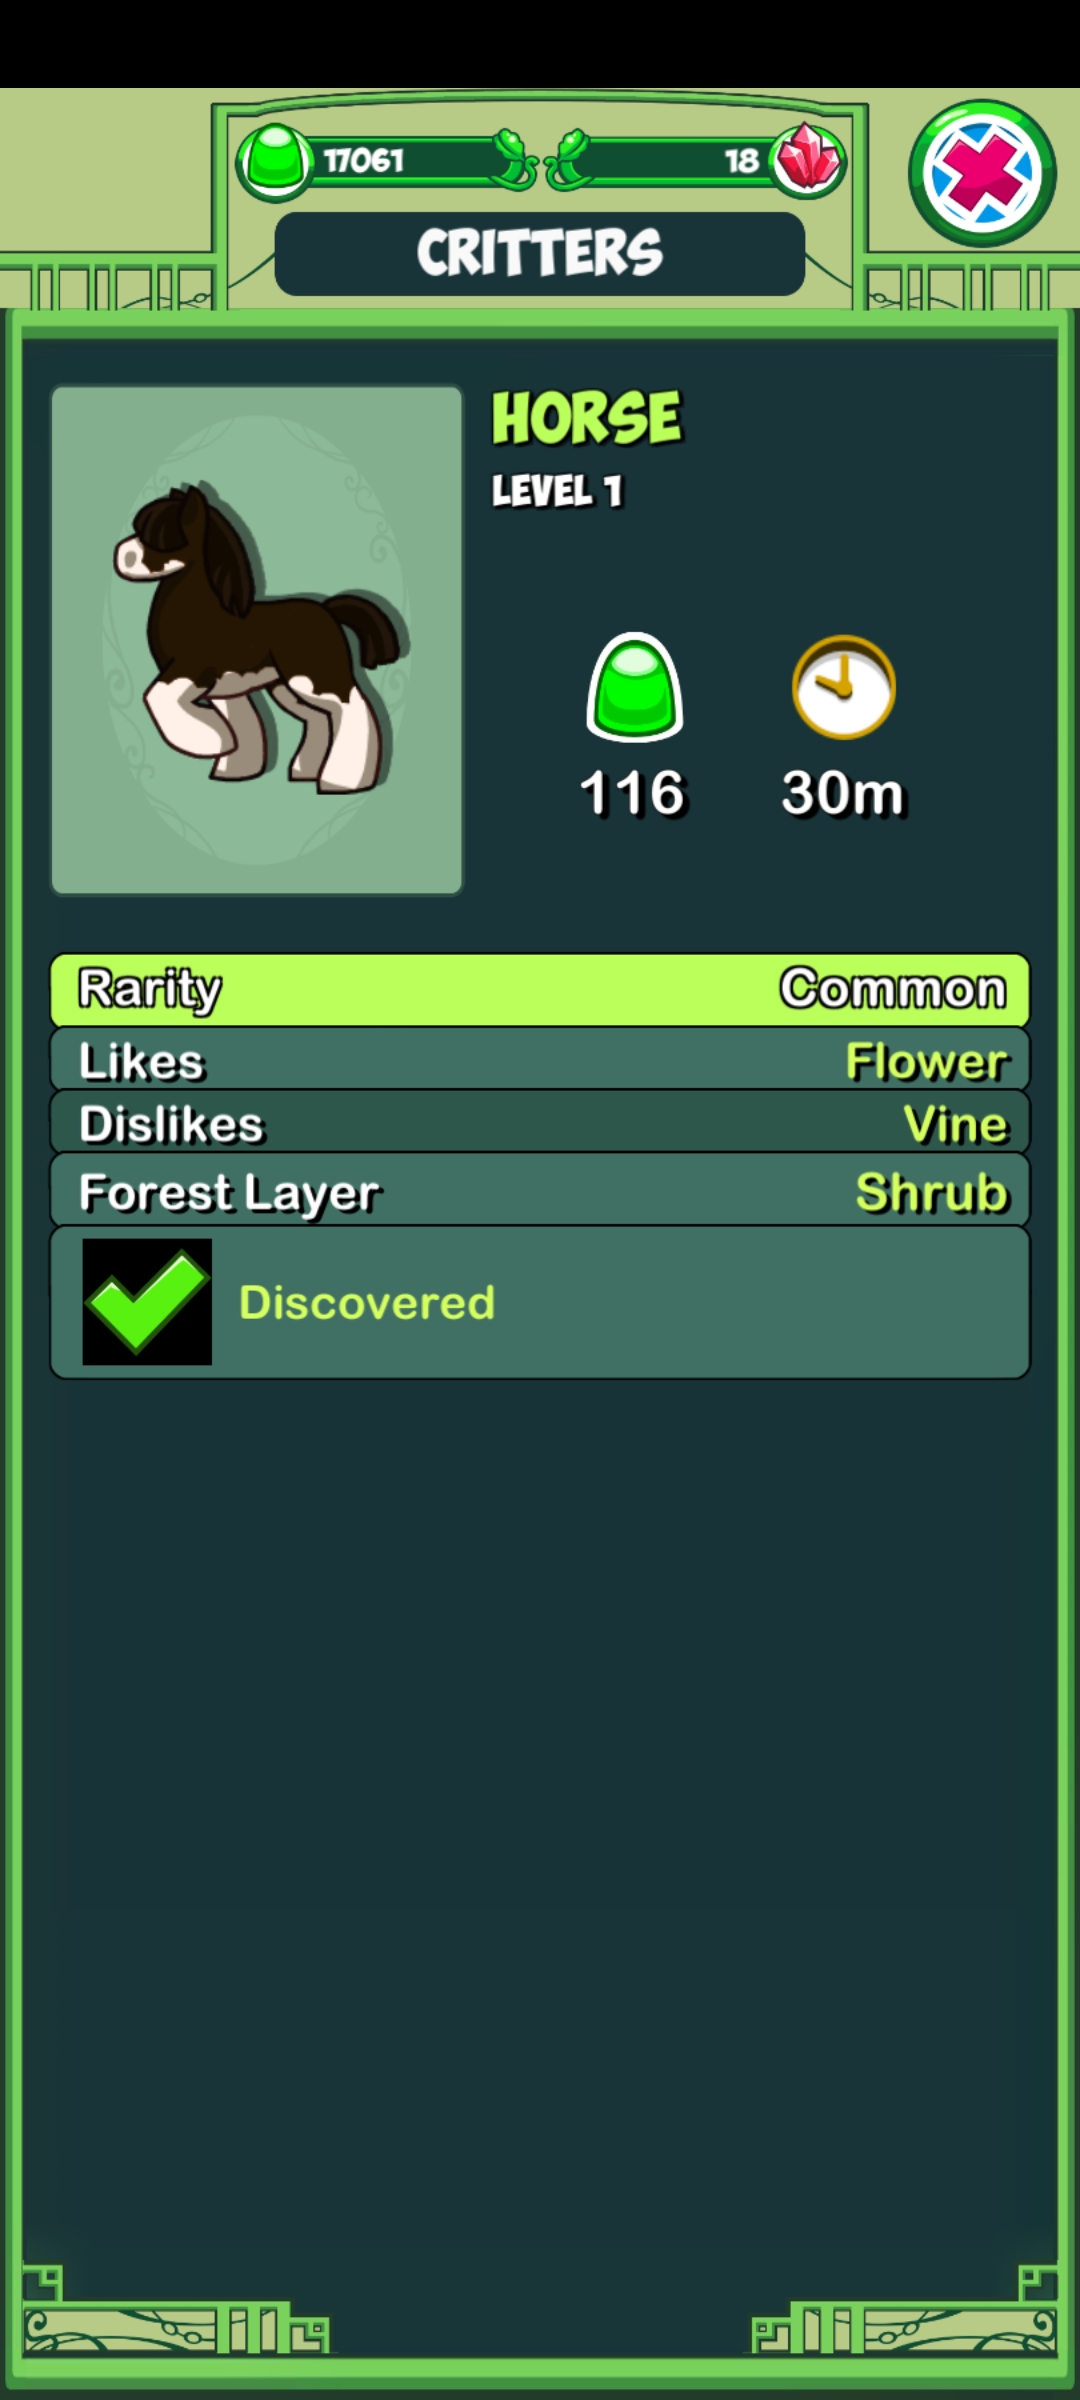 17061 18
CRITTERS
HORSE
LEVEL 1
116 30m
Rarity Common
Likes Flower
Dislikes Vine
Forest Layer Shrub
Discovered